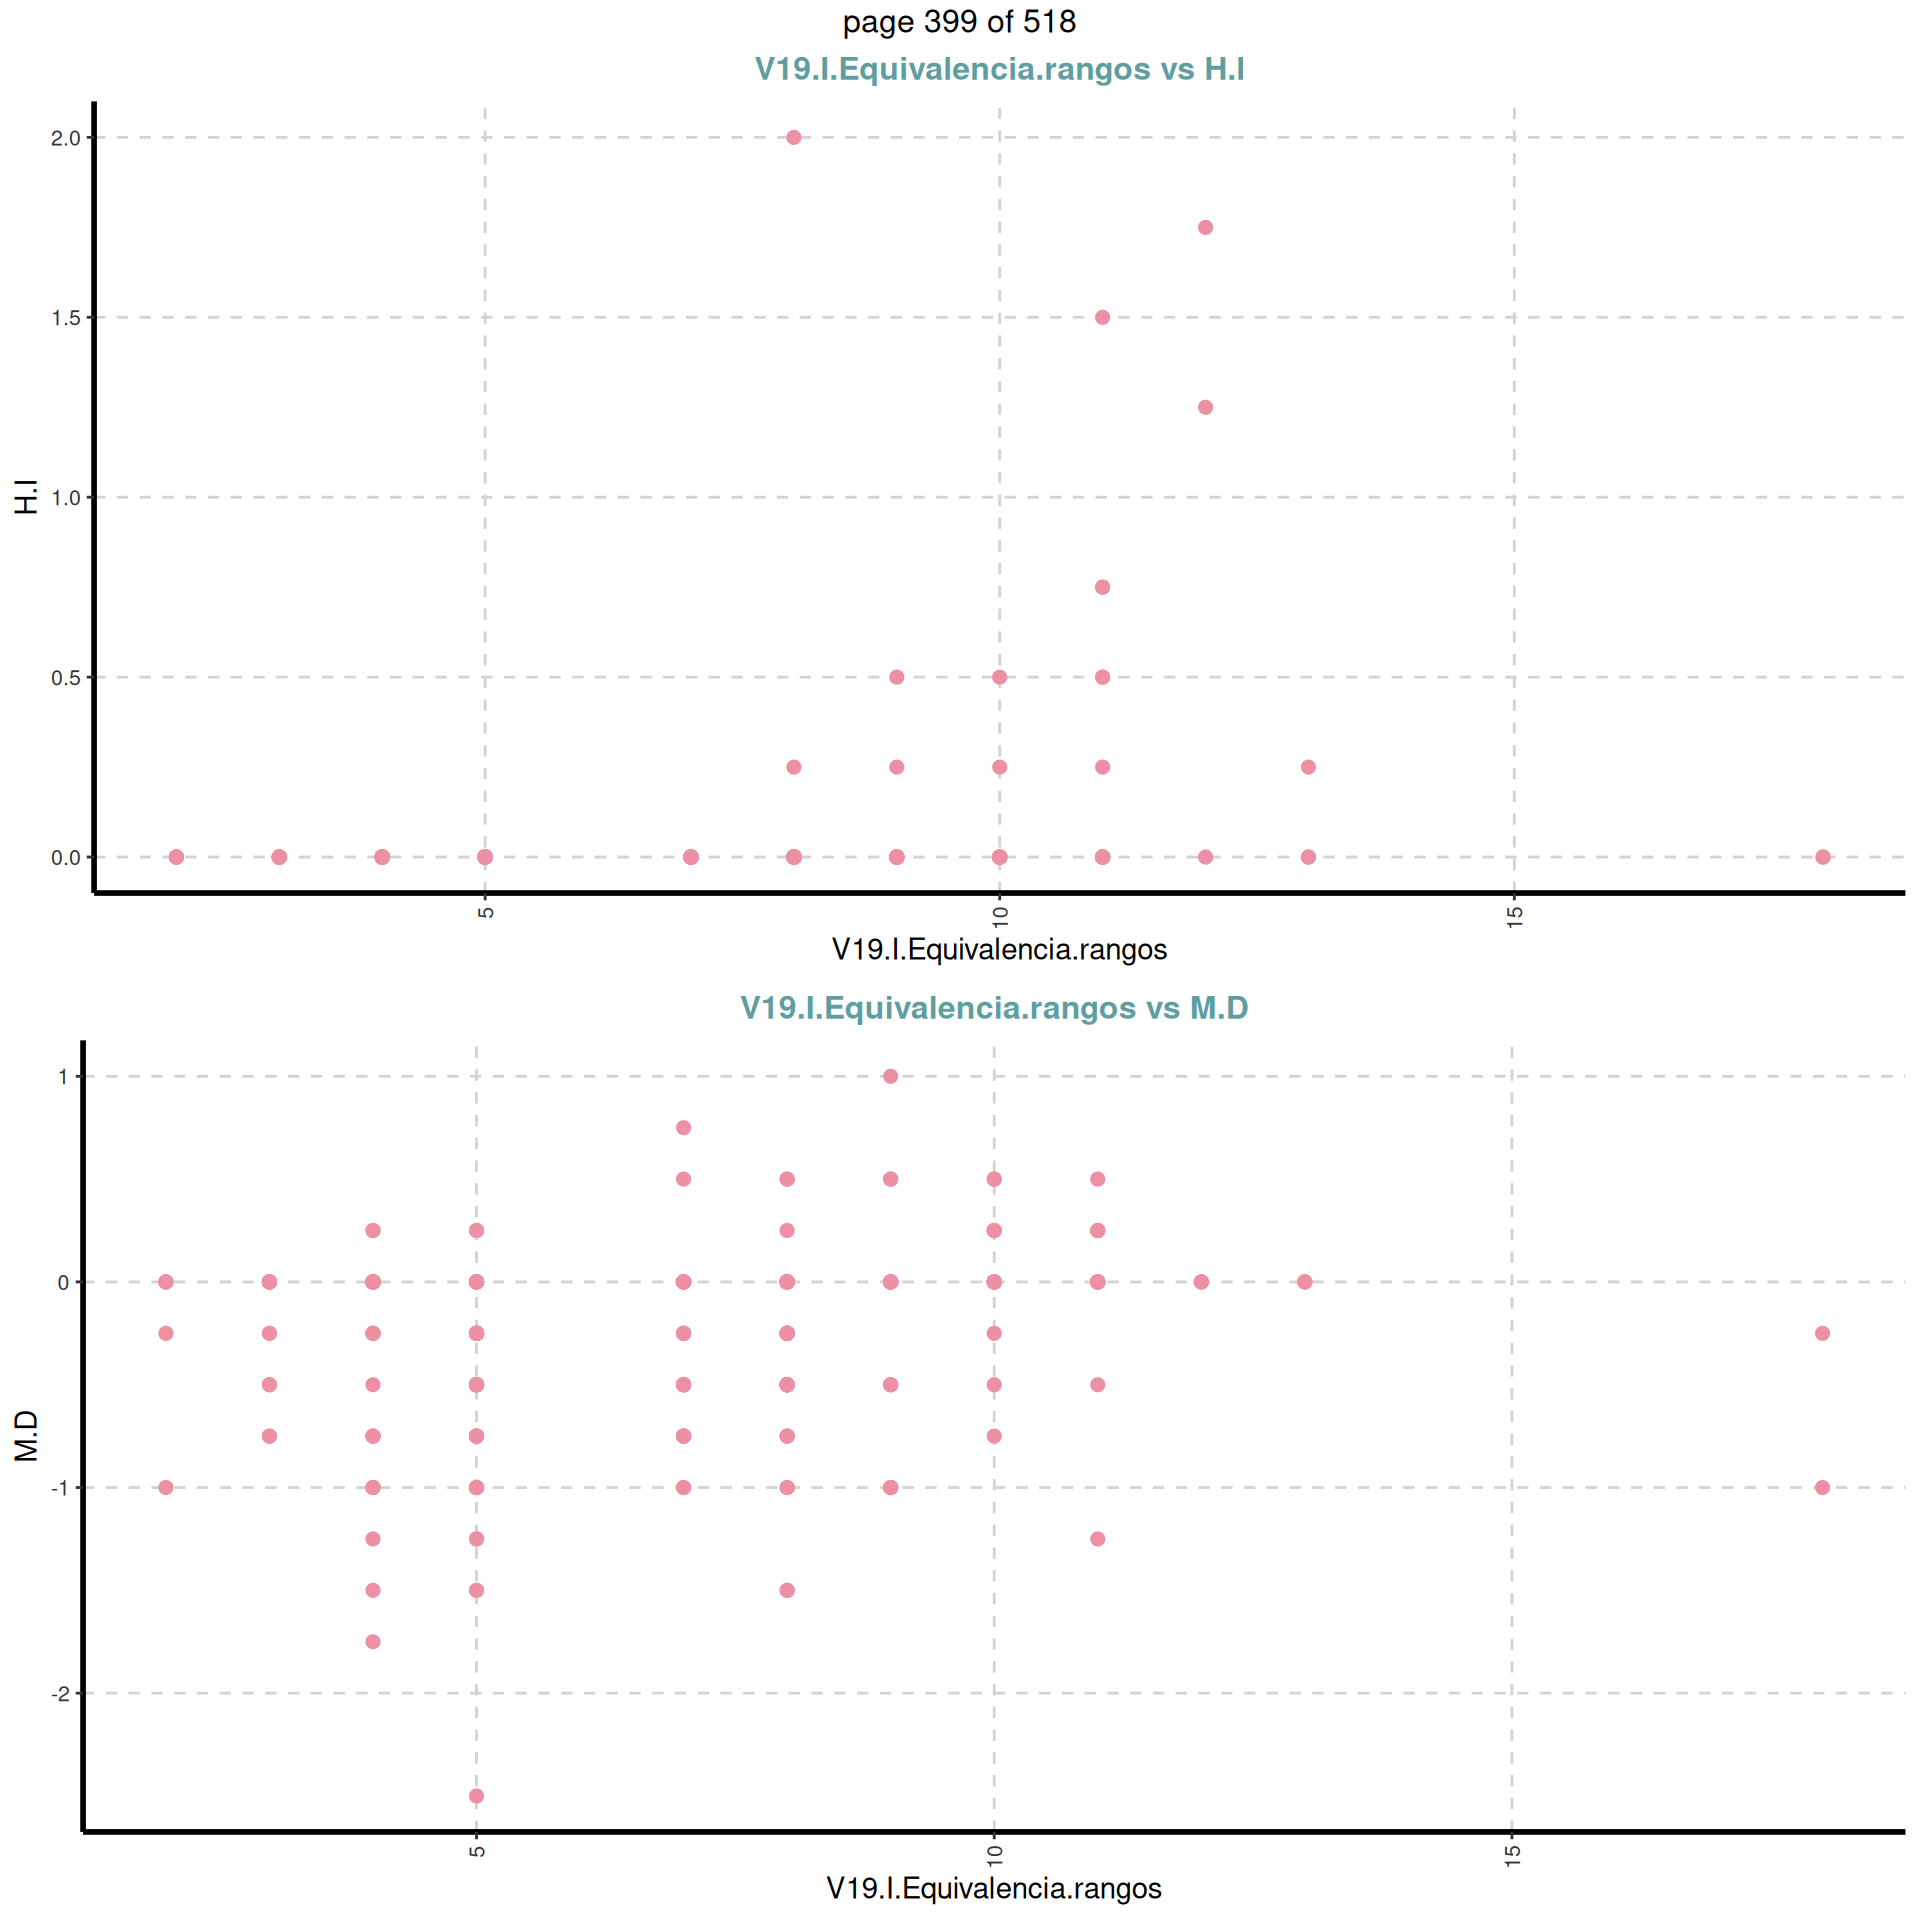 page 399 of 518
V19.I.Equivalencia.rangos vs H.I
2.0
1.5
1.0
0.5
0.0
H.I
5
10
15
V19.I.Equivalencia.rangos
V19.I.Equivalencia.rangos vs M.D
1
0
-1
-2
M.D
5
10
15
V19.I.Equivalencia.rangos